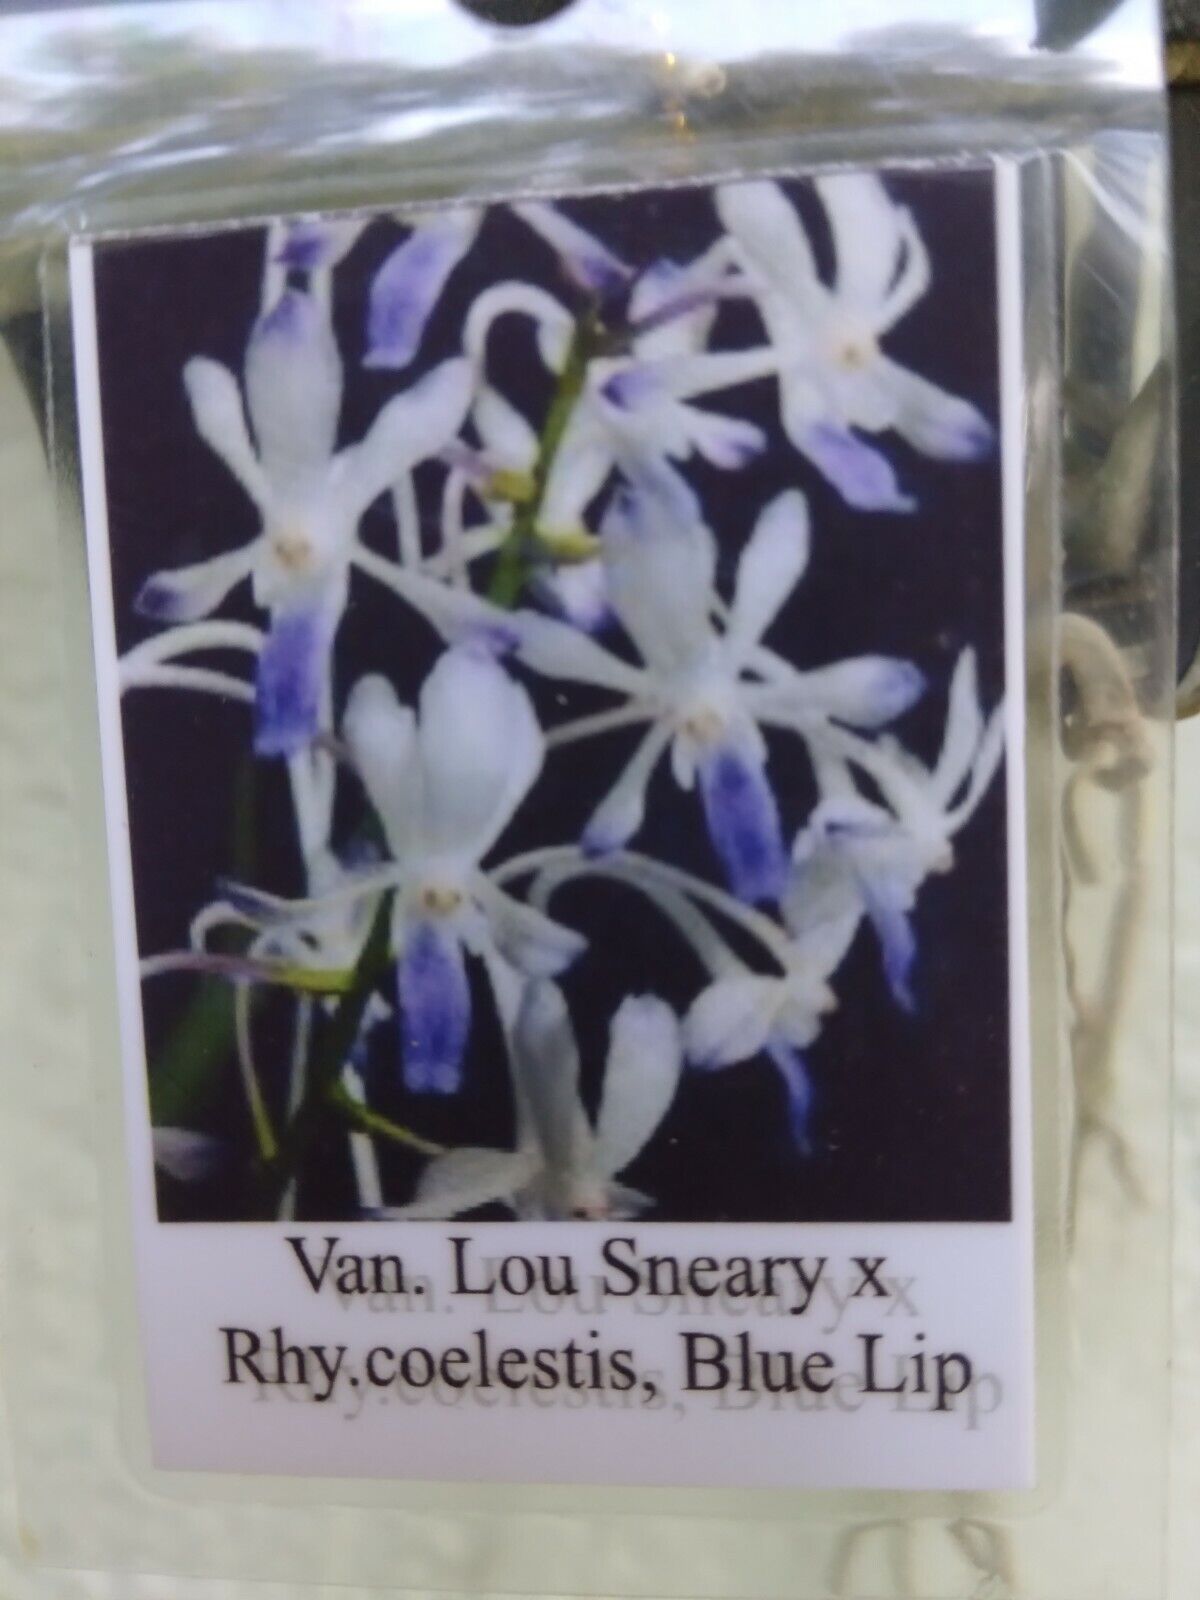 Van. Lou Sneary x
Rhy.coelestis, Blue Lip